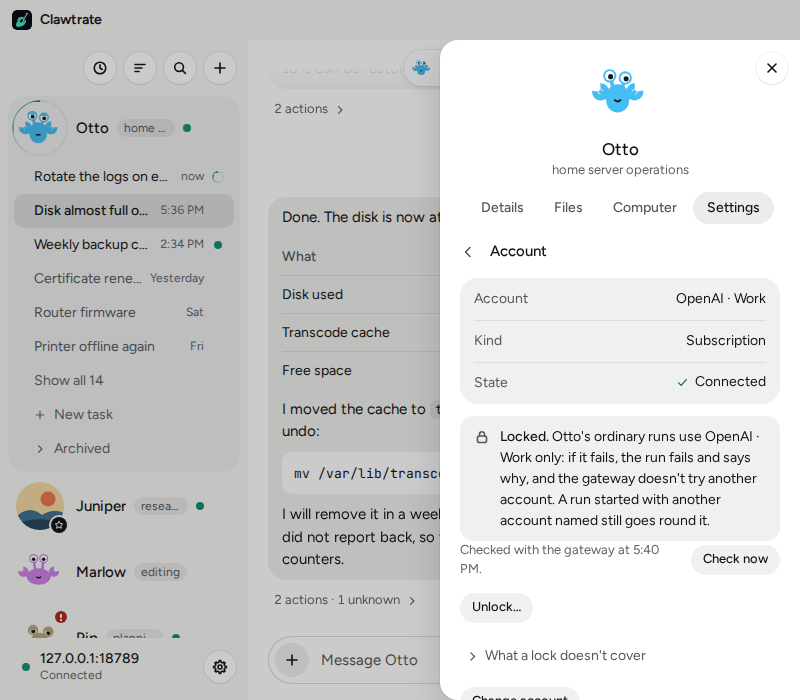 Clawtrate
Otto
home ...
Rotate the logs on e... now
Disk almost full o... 5:36 PM
Weekly backup c... 2:34 PM
Certificate rene... Yesterday
Router firmware Sat
Printer offline again Fri
Show all 14
New task
Archived
Juniper
resea...
Marlow
editing
Pip
planni...
127.0.0.1:18789
Connected
2 actions
Done. The disk is now at
What
Disk used
Transcode cache
Free space
I moved the cache to
undo:
mv /var/lib/transco
I will remove it in a week
did not report back, so
counters.
2 actions · 1 unknown
Message Otto
Otto
home server operations
Details Files Computer Settings
Account
Account OpenAI · Work
Kind Subscription
State Connected
Locked. Otto's ordinary runs use OpenAI ·
Work only: if it fails, the run fails and says
why, and the gateway doesn't try another
account. A run started with another
account named still goes round it.
Checked with the gateway at 5:40
PM.
Check now
Unlock...
What a lock doesn't cover
Change account